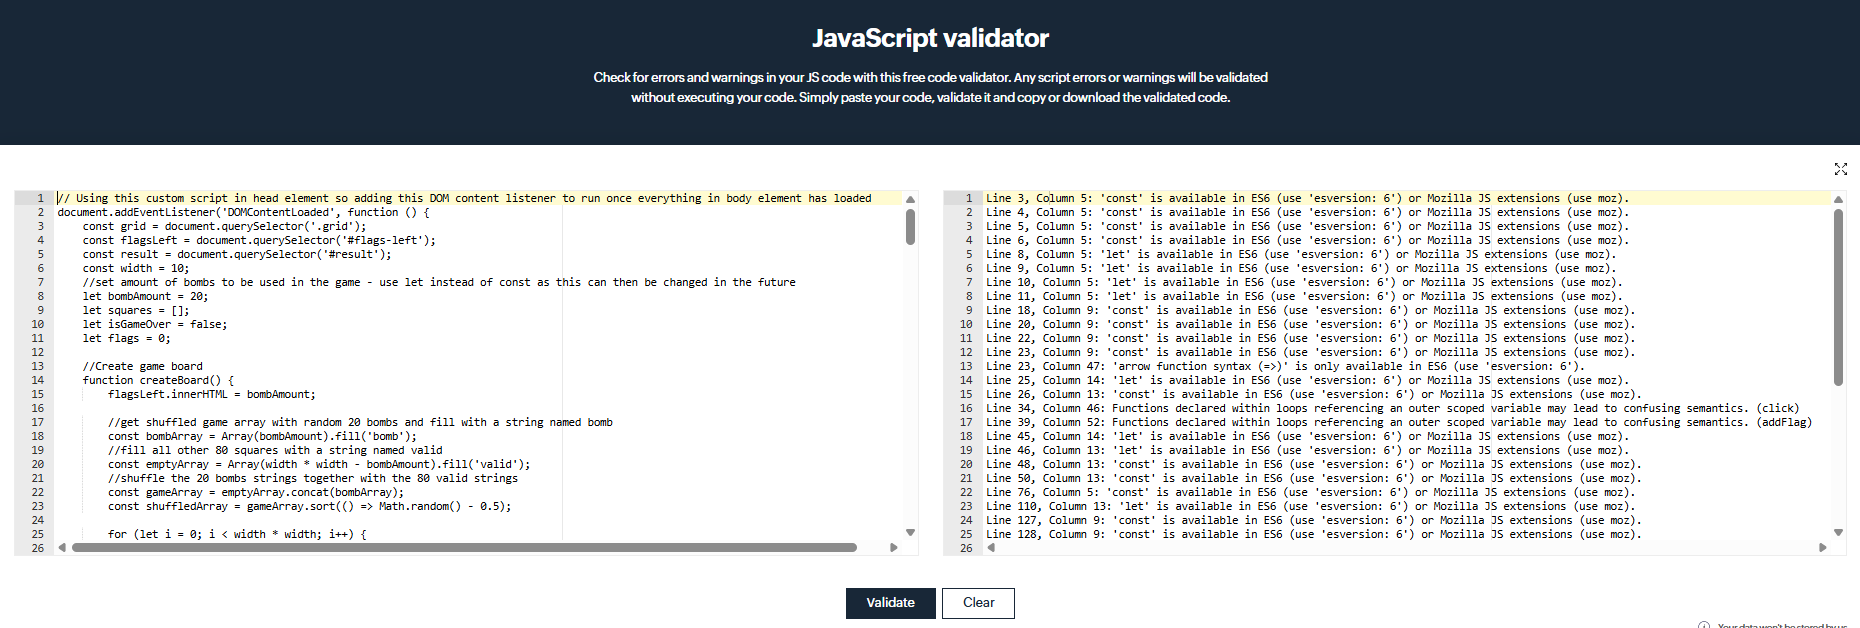 JavaScript validator
Check for errors and warnings in your JS code with this free code validator. Any script errors or warnings will be validated
without executing your code. Simply paste your code, validate it and copy or download the validated code.
1 // Using this custom script in head element so adding this DOM content listener to run once everything in body element has loaded
2 document.addEventListener('DOMContentLoaded', function () {
3 const grid = document.querySelector('.grid');
4 const flagsLeft = document.querySelector('#flags-left');
5 const result = document.querySelector('#result');
6 const width = 10;
7 //set amount of bombs to be used in the game - use let instead of const as this can then be changed in the future
8 let bombAmount = 20;
9 let squares = [];
10 let isGameOver = false;
11 let flags = 0;
12
13 //Create game board
14 function createBoard() {
15 flagsLeft.innerHTML = bombAmount;
16
17 //get shuffled game array with random 20 bombs and fill with a string named bomb
18 const bombArray = Array(bombAmount).fill('bomb');
19 //fill all other 80 squares with a string named valid
20 const emptyArray = Array(width * width - bombAmount).fill('valid');
21 //shuffle the 20 bombs strings together with the 80 valid strings
22 const gameArray = emptyArray.concat(bombArray);
23 const shuffledArray = gameArray.sort(() => Math.random() - 0.5);
24
25 for (let i = 0; i < width * width; i++) {
26
1 Line 3, Column 5: 'const' is available in ES6 (use 'esversion: 6') or Mozilla JS extensions (use moz).
2 Line 4, Column 5: 'const' is available in ES6 (use 'esversion: 6') or Mozilla JS extensions (use moz).
3 Line 5, Column 5: 'const' is available in ES6 (use 'esversion: 6') or Mozilla JS extensions (use moz).
4 Line 6, Column 5: 'const' is available in ES6 (use 'esversion: 6') or Mozilla JS extensions (use moz).
5 Line 8, Column 5: 'let' is available in ES6 (use 'esversion: 6') or Mozilla JS extensions (use moz).
6 Line 9, Column 5: 'let' is available in ES6 (use 'esversion: 6') or Mozilla JS extensions (use moz).
7 Line 10, Column 5: 'let' is available in ES6 (use 'esversion: 6') or Mozilla JS extensions (use moz).
8 Line 11, Column 5: 'let' is available in ES6 (use 'esversion: 6') or Mozilla JS extensions (use moz).
9 Line 18, Column 9: 'const' is available in ES6 (use 'esversion: 6') or Mozilla JS extensions (use moz).
10 Line 20, Column 9: 'const' is available in ES6 (use 'esversion: 6') or Mozilla JS extensions (use moz).
11 Line 22, Column 9: 'const' is available in ES6 (use 'esversion: 6') or Mozilla JS extensions (use moz).
12 Line 23, Column 9: 'const' is available in ES6 (use 'esversion: 6') or Mozilla JS extensions (use moz).
13 Line 23, Column 47: 'arrow function syntax (=>)' is only available in ES6 (use 'esversion: 6').
14 Line 25, Column 14: 'let' is available in ES6 (use 'esversion: 6') or Mozilla JS extensions (use moz).
15 Line 26, Column 13: 'const' is available in ES6 (use 'esversion: 6') or Mozilla JS extensions (use moz).
16 Line 34, Column 46: Functions declared within loops referencing an outer scoped variable may lead to confusing semantics. (click)
17 Line 39, Column 52: Functions declared within loops referencing an outer scoped variable may lead to confusing semantics. (addFlag)
18 Line 45, Column 14: 'let' is available in ES6 (use 'esversion: 6') or Mozilla JS extensions (use moz).
19 Line 46, Column 13: 'let' is available in ES6 (use 'esversion: 6') or Mozilla JS extensions (use moz).
20 Line 48, Column 13: 'const' is available in ES6 (use 'esversion: 6') or Mozilla JS extensions (use moz).
21 Line 50, Column 13: 'const' is available in ES6 (use 'esversion: 6') or Mozilla JS extensions (use moz).
22 Line 76, Column 5: 'const' is available in ES6 (use 'esversion: 6') or Mozilla JS extensions (use moz).
23 Line 110, Column 13: 'let' is available in ES6 (use 'esversion: 6') or Mozilla JS extensions (use moz).
24 Line 127, Column 9: 'const' is available in ES6 (use 'esversion: 6') or Mozilla JS extensions (use moz).
25 Line 128, Column 9: 'const' is available in ES6 (use 'esversion: 6') or Mozilla JS extensions (use moz).
26
Validate
Clear
Your data won't be stored by us